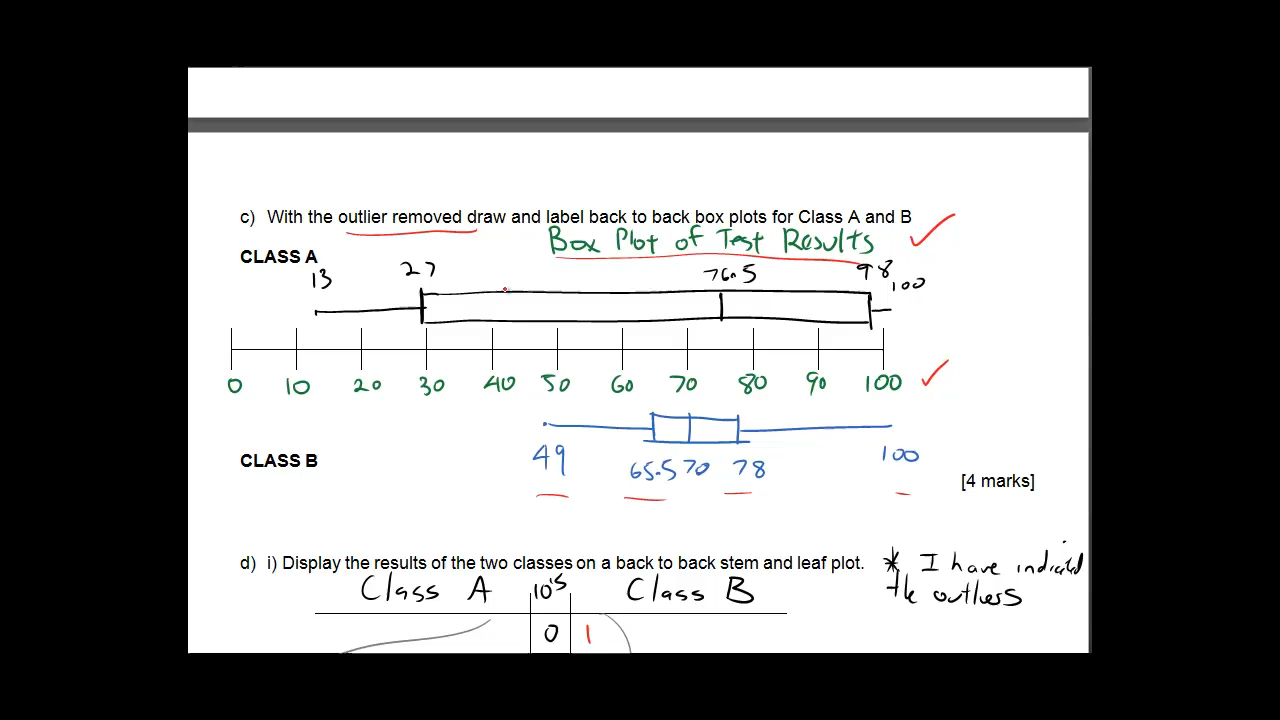 c) With the outlier removed draw and label back to back box plots for Class A and B
Box Plot of Test Results
CLASS A
13 27 76.5 98 100
0 10 20 30 40 50 60 70 80 90 100
49 65.5 70 78 100
CLASS B
[4 marks]
d) i) Display the results of the two classes on a back to back stem and leaf plot.
* I have indicated
the outliers
Class A 10's Class B
0 1